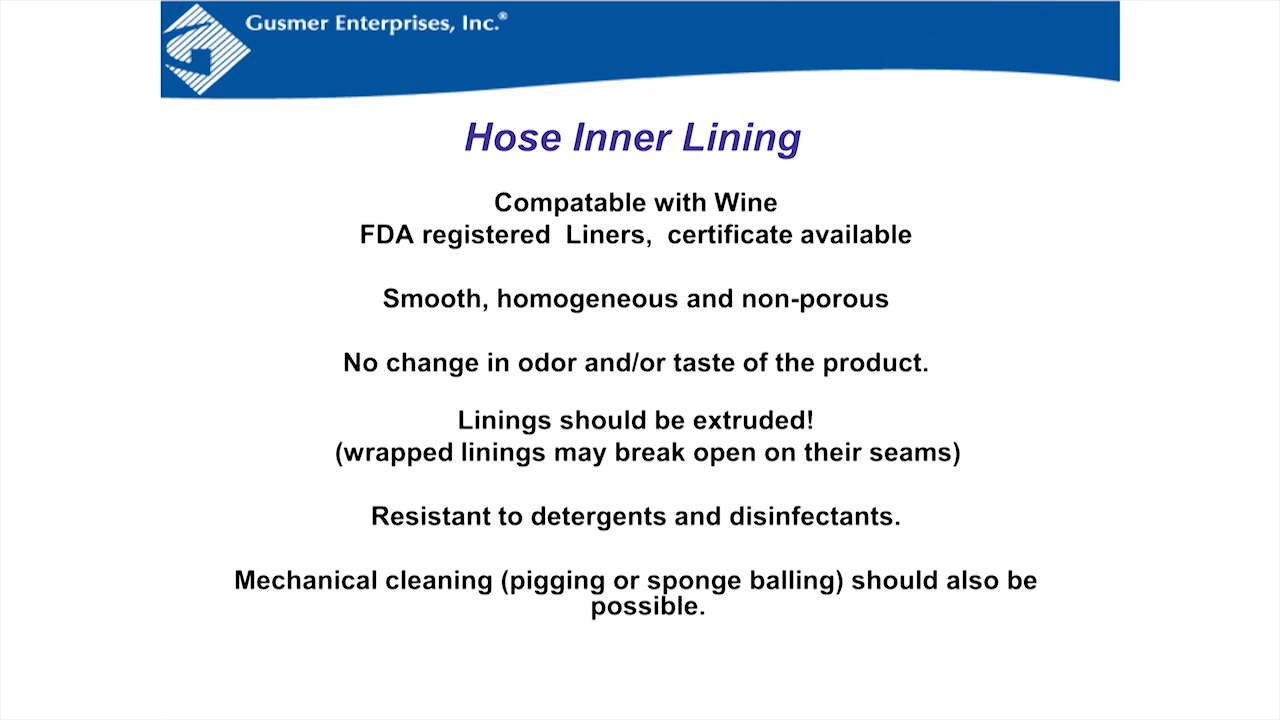 Gusmer Enterprises, Inc.®
Hose Inner Lining
Compatable with Wine
FDA registered Liners, certificate available
Smooth, homogeneous and non-porous
No change in odor and/or taste of the product.
Linings should be extruded!
(wrapped linings may break open on their seams)
Resistant to detergents and disinfectants.
Mechanical cleaning (pigging or sponge balling) should also be
possible.